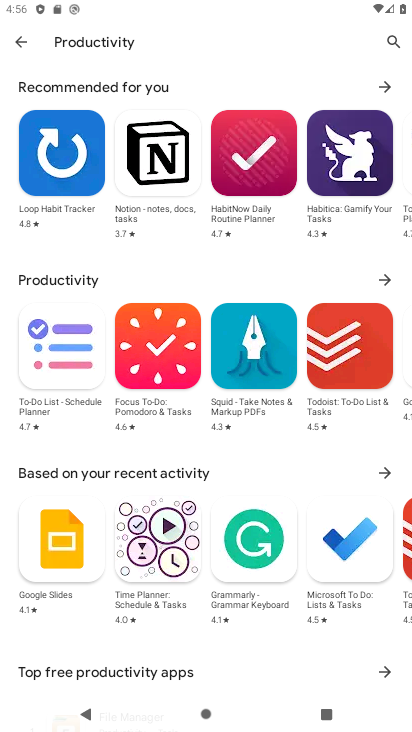 4:56
Productivity
Recommended for you
Loop Habit Tracker
4.8 ★
Notion - notes, docs,
tasks
3.7 ★
HabitNow Daily
Routine Planner
4.7 ★
Habitica: Gamify Your
Tasks
4.3 ★
Productivity
To-Do List - Schedule
Planner
4.7 ★
Focus To-Do:
Pomodoro & Tasks
4.6 ★
Squid - Take Notes &
Markup PDFs
4.3 ★
Todoist: To-Do List &
Tasks
4.5 ★
Based on your recent activity
Google Slides
4.1 ★
Time Planner:
Schedule & Tasks
4.0 ★
Grammarly -
Grammar Keyboard
4.1 ★
Microsoft To Do:
Lists & Tasks
4.5 ★
Top free productivity apps
File Manager